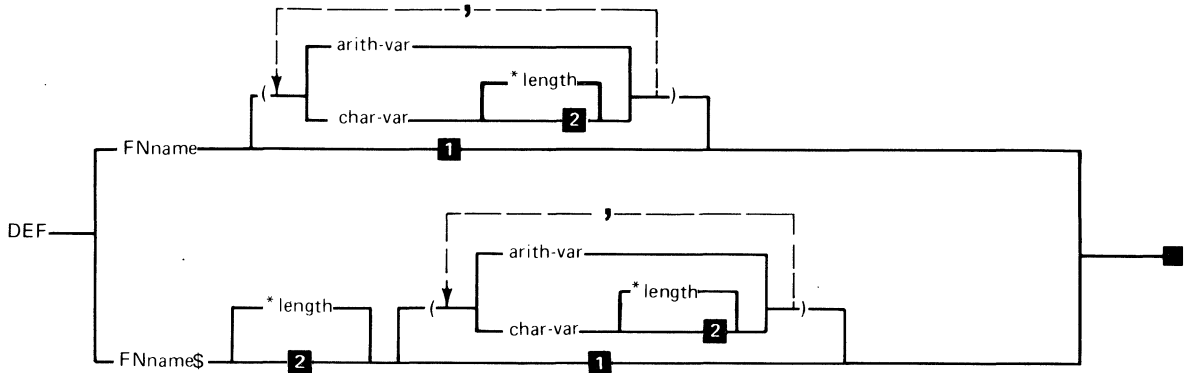 ,
arith-var
* length
(
)
char-var
2
FNname
1
,
DEF
arith-var
* length
* length
(
)
char-var
2
FNname$
2
1